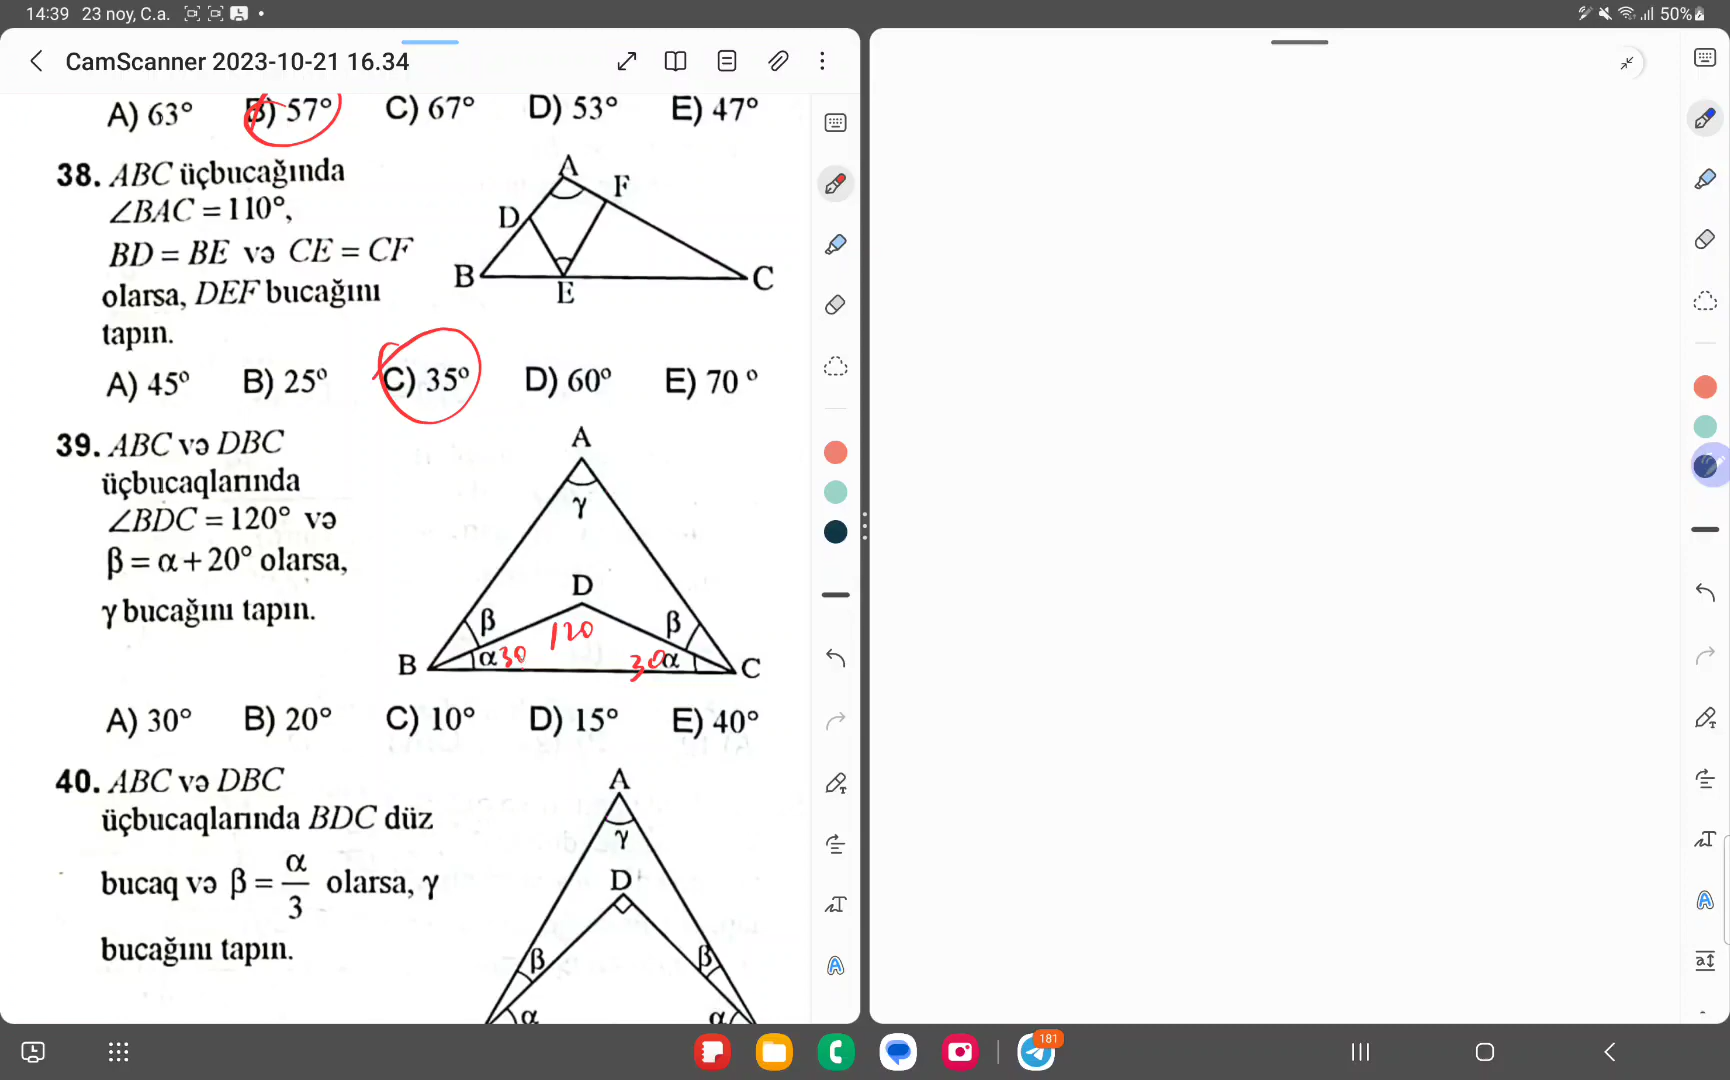 14:39 23 noy, C.a. 50%
CamScanner 2023-10-21 16.34
A) 63° B) 57° C) 67° D) 53° E) 47°
38. ABC üçbucağında
∠BAC = 110°,
BD = BE və CE = CF
olarsa, DEF bucağını
tapın.
A F D B E C
A) 45° B) 25° C) 35° D) 60° E) 70°
39. ABC və DBC
üçbucaqlarında
∠BDC = 120° və
β = α + 20° olarsa,
γ bucağını tapın.
A
γ
D
β 120 β
B α 30 30 α C
A) 30° B) 20° C) 10° D) 15° E) 40°
40. ABC və DBC
üçbucaqlarında BDC düz
bucaq və β = α/3 olarsa, γ
bucağını tapın.
A
γ
D
β β
α α
181